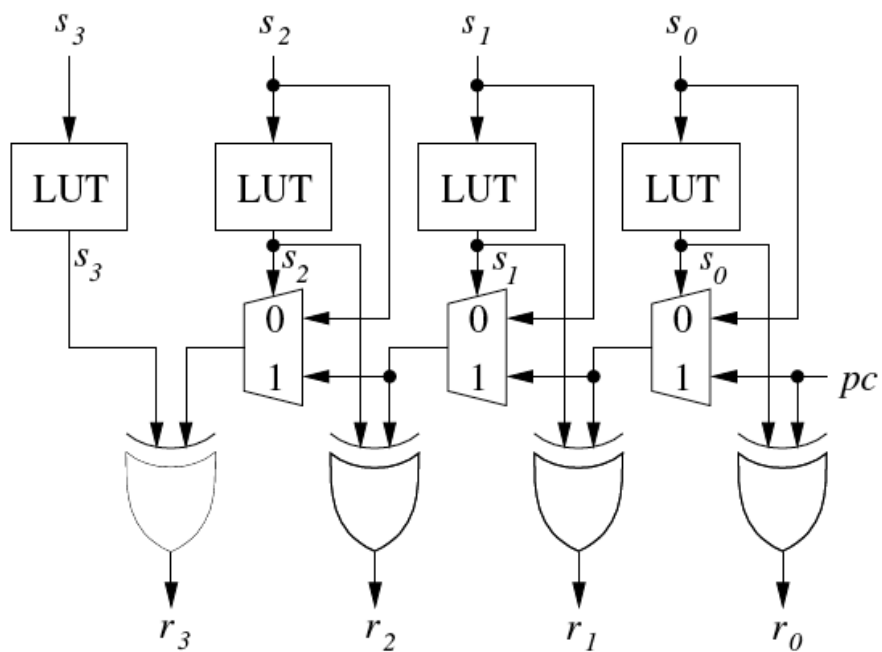 s3 s2 s1 s0
LUT LUT LUT LUT
s3 s2 s1 s0
0 0 0
1 1 1 pc
r3 r2 r1 r0